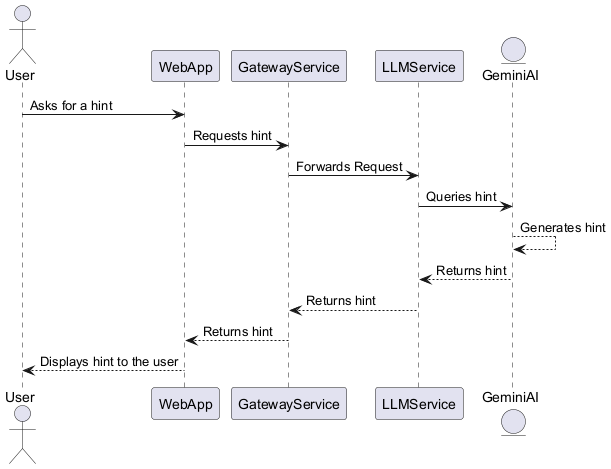 User
WebApp
GatewayService
LLMService
GeminiAI
Asks for a hint
Requests hint
Forwards Request
Queries hint
Generates hint
Returns hint
Returns hint
Returns hint
Displays hint to the user
User
WebApp
GatewayService
LLMService
GeminiAI